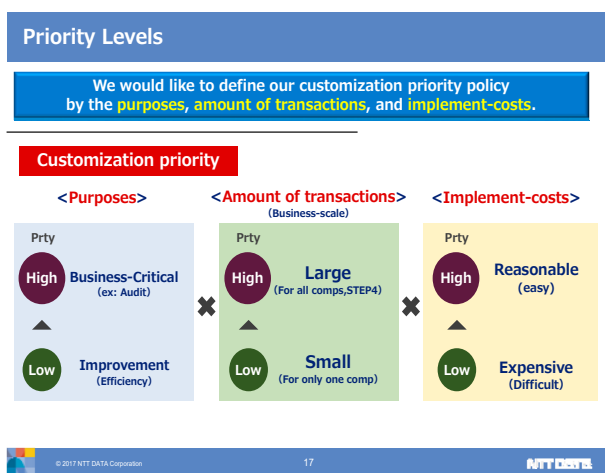 Priority Levels
We would like to define our customization priority policy
by the purposes, amount of transactions, and implement-costs.
Customization priority
<Purposes>
Prty
High
Business-Critical
(ex: Audit)
Low
Improvement
(Efficiency)
<Amount of transactions>
(Business-scale)
Prty
High
Large
(For all comps,STEP4)
Low
Small
(For only one comp)
<Implement-costs>
Prty
High
Reasonable
(easy)
Low
Expensive
(Difficult)
© 2017 NTT DATA Corporation
17
NTT DATA